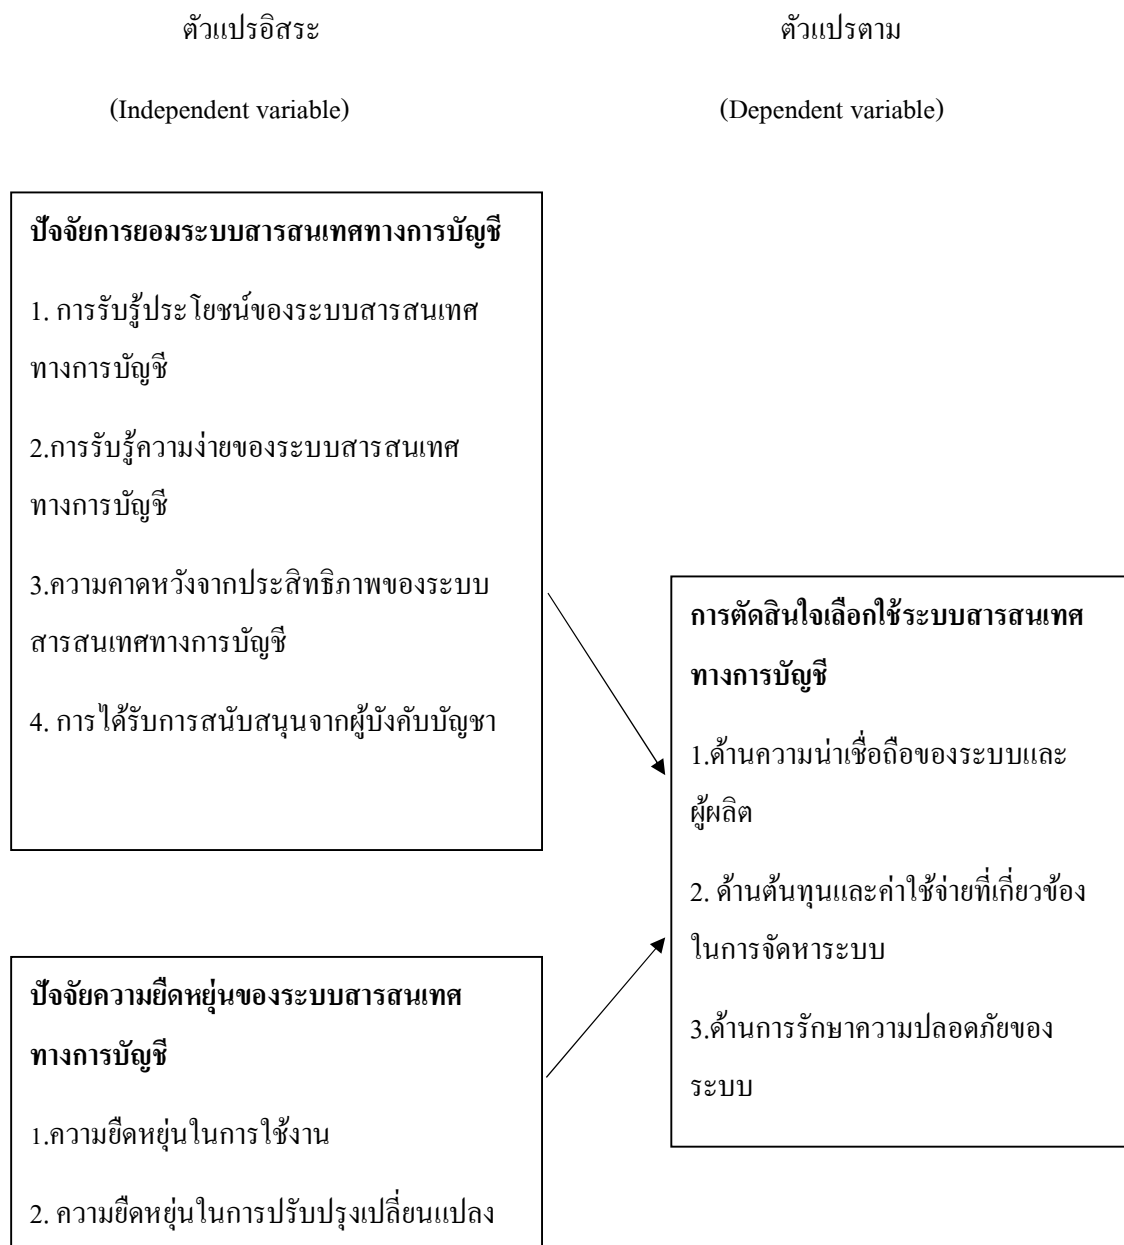 ตัวแปรอิสระ
(Independent variable)
ตัวแปรตาม
(Dependent variable)
ปัจจัยการยอมระบบสารสนเทศทางการบัญชี
1. การรับรู้ประโยชน์ของระบบสารสนเทศ
ทางการบัญชี
2.การรับรู้ความง่ายของระบบสารสนเทศ
ทางการบัญชี
3.ความคาดหวังจากประสิทธิภาพของระบบ
สารสนเทศทางการบัญชี
4. การได้รับการสนับสนุนจากผู้บังคับบัญชา
ปัจจัยความยืดหยุ่นของระบบสารสนเทศ
ทางการบัญชี
1.ความยืดหยุ่นในการใช้งาน
2. ความยืดหยุ่นในการปรับปรุงเปลี่ยนแปลง
การตัดสินใจเลือกใช้ระบบสารสนเทศ
ทางการบัญชี
1.ด้านความน่าเชื่อถือของระบบและ
ผู้ผลิต
2. ด้านต้นทุนและค่าใช้จ่ายที่เกี่ยวข้อง
ในการจัดหาระบบ
3.ด้านการรักษาความปลอดภัยของ
ระบบ